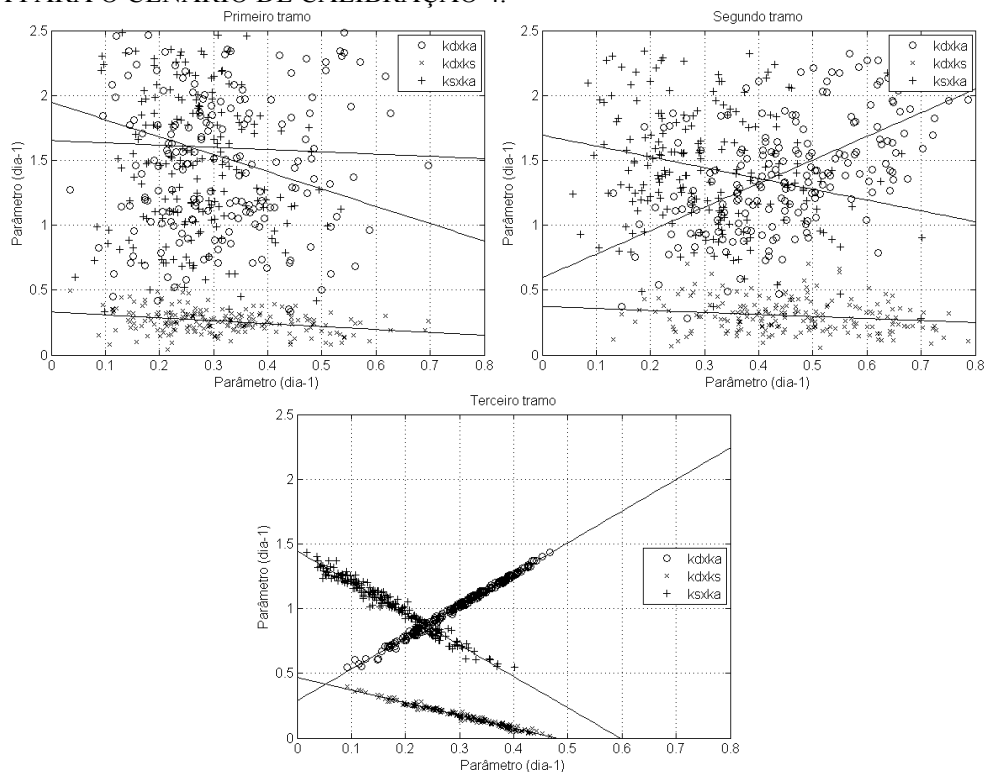 PARA O CENÁRIO DE CALIBRAÇÃO 4.
Primeiro tramo
2.5
2
1.5
1
0.5
0
Parâmetro (dia-1)
kdxka
kdxks
ksxka
0 0.1 0.2 0.3 0.4 0.5 0.6 0.7 0.8
Parâmetro (dia-1)
Segundo tramo
2.5
2
1.5
1
0.5
0
Parâmetro (dia-1)
kdxka
kdxks
ksxka
0 0.1 0.2 0.3 0.4 0.5 0.6 0.7 0.8
Parâmetro (dia-1)
Terceiro tramo
2.5
2
1.5
1
0.5
0
Parâmetro (dia-1)
kdxka
kdxks
ksxka
0 0.1 0.2 0.3 0.4 0.5 0.6 0.7 0.8
Parâmetro (dia-1)